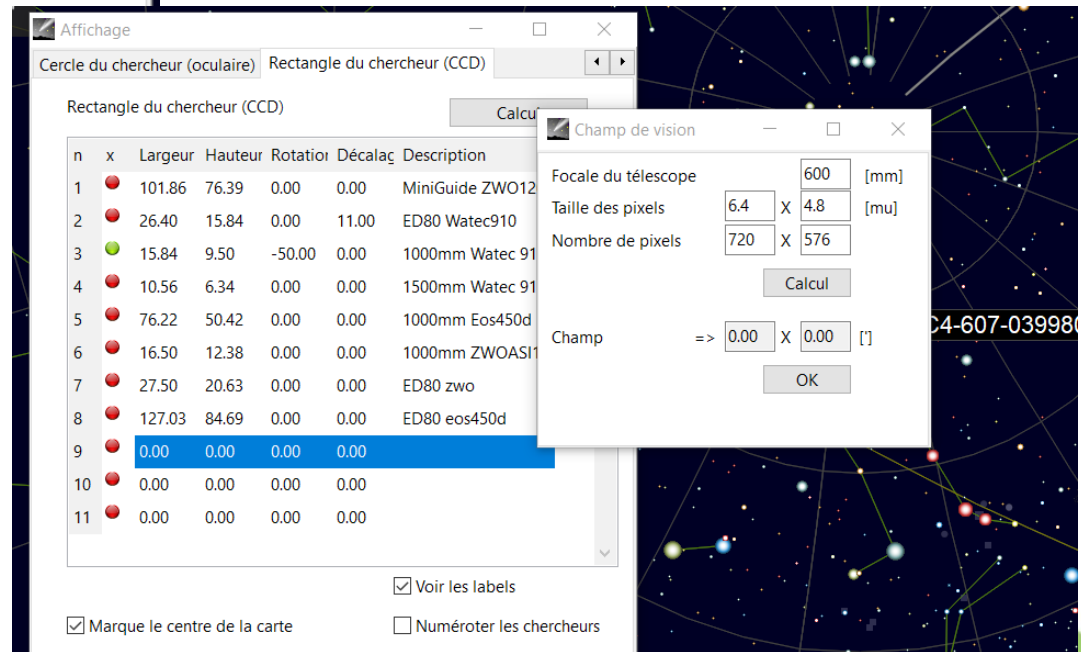 Affichage
Cercle du chercheur (oculaire) Rectangle du chercheur (CCD)
Rectangle du chercheur (CCD)
Calcu
n x Largeur Hauteur Rotation Décalag Description
1 101.86 76.39 0.00 0.00 MiniGuide ZWO12
2 26.40 15.84 0.00 11.00 ED80 Watec910
3 15.84 9.50 -50.00 0.00 1000mm Watec 91
4 10.56 6.34 0.00 0.00 1500mm Watec 91
5 76.22 50.42 0.00 0.00 1000mm Eos450d
6 16.50 12.38 0.00 0.00 1000mm ZWOASI1
7 27.50 20.63 0.00 0.00 ED80 zwo
8 127.03 84.69 0.00 0.00 ED80 eos450d
9 0.00 0.00 0.00 0.00
10 0.00 0.00 0.00 0.00
11 0.00 0.00 0.00 0.00
Voir les labels
Marque le centre de la carte
Numéroter les chercheurs
Champ de vision
Focale du télescope 600 [mm]
Taille des pixels 6.4 X 4.8 [mu]
Nombre de pixels 720 X 576
Calcul
Champ => 0.00 X 0.00 [']
OK
C4-607-039980